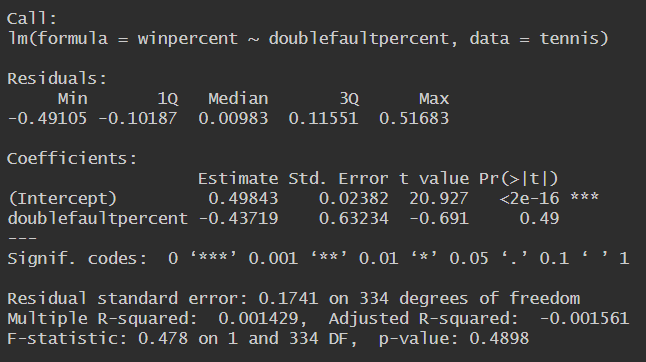 Call:
lm(formula = winpercent ~ doublefaultpercent, data = tennis)
Residuals:
Min 1Q Median 3Q Max
-0.49105 -0.10187 0.00983 0.11551 0.51683
Coefficients:
Estimate Std. Error t value Pr(>|t|)
(Intercept) 0.49843 0.02382 20.927 <2e-16 ***
doublefaultpercent -0.43719 0.63234 -0.691 0.49
---
Signif. codes: 0 ‘***’ 0.001 ‘**’ 0.01 ‘*’ 0.05 ‘.’ 0.1 ‘ ’ 1
Residual standard error: 0.1741 on 334 degrees of freedom
Multiple R-squared: 0.001429, Adjusted R-squared: -0.001561
F-statistic: 0.478 on 1 and 334 DF, p-value: 0.4898